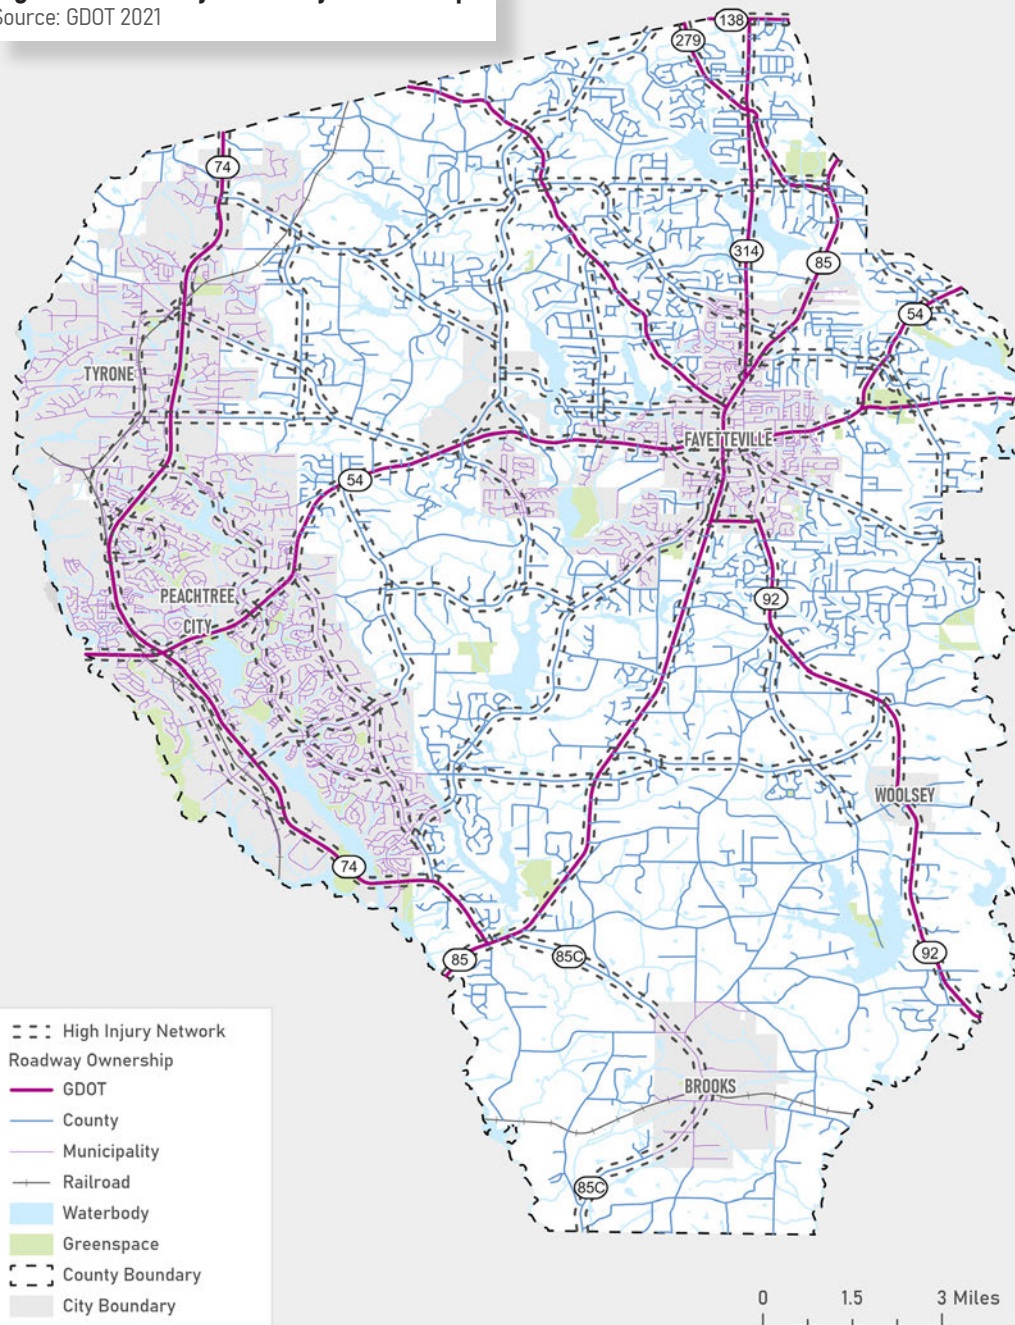 Source: GDOT 2021
138
279
74
314
85
54
TYRONE
FAYETTEVILLE
54
PEACHTREE
CITY
92
WOOLSEY
74
85
85C
92
High Injury Network
Roadway Ownership
GDOT
County
Municipality
Railroad
Waterbody
Greenspace
County Boundary
City Boundary
BROOKS
85C
0 1.5 3 Miles